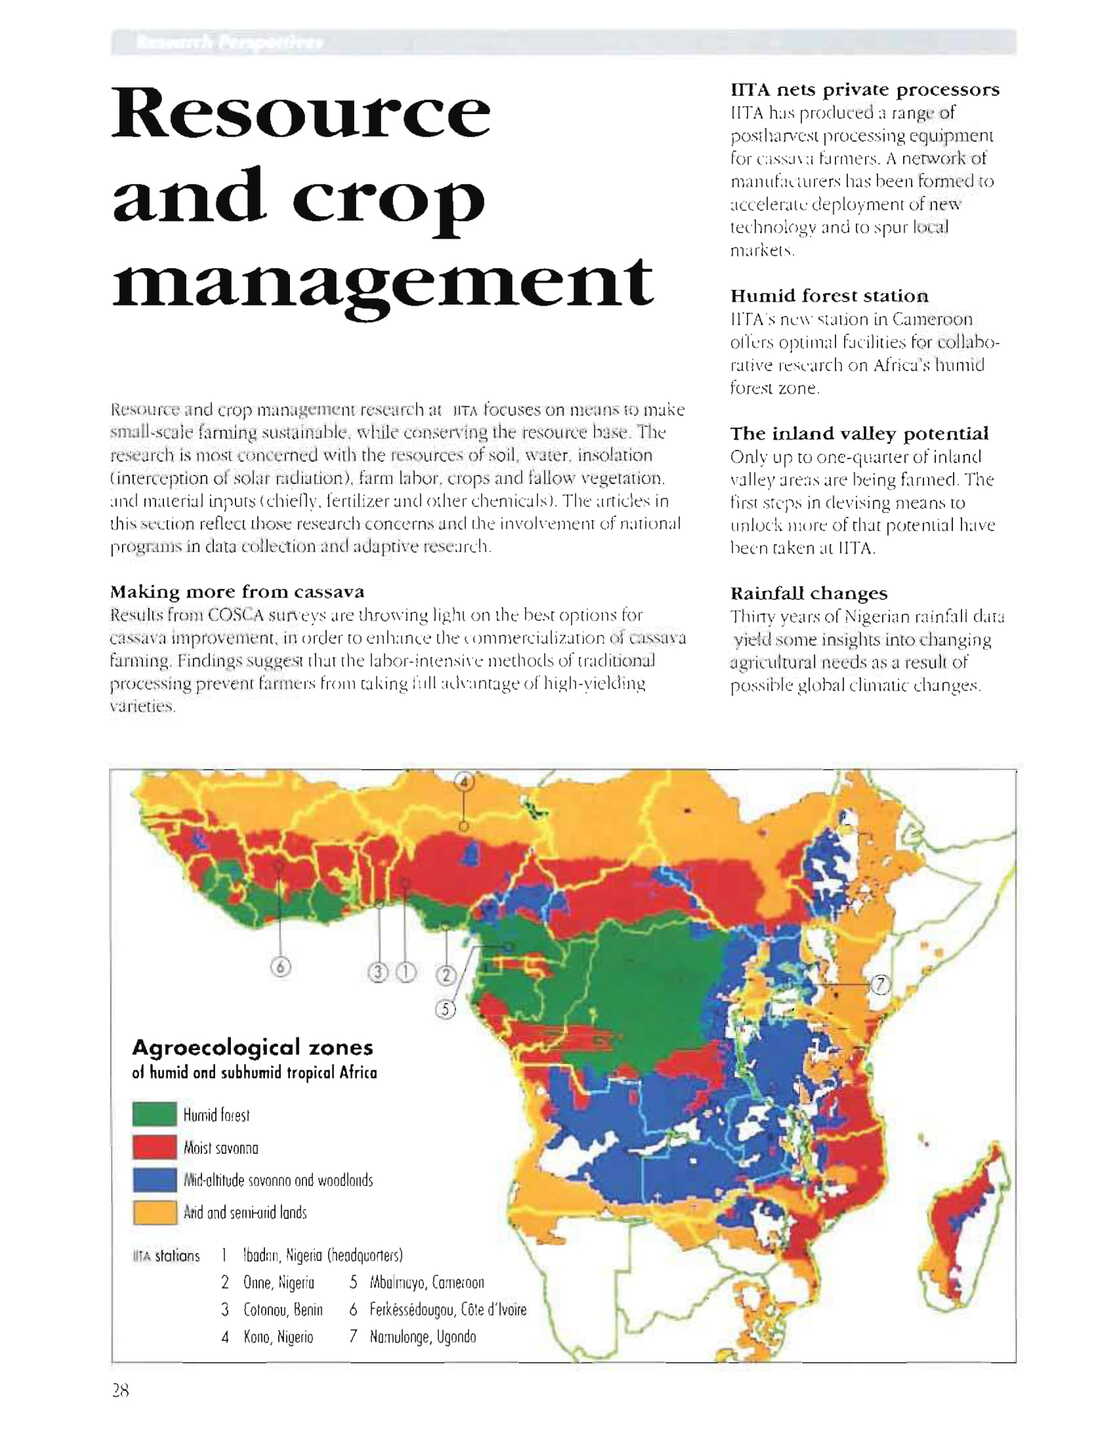 Research Perspectives
Resource
and crop
management
Resource and crop management research at IITA focuses on means to make
small-scale farming sustainable, while conserving the resource base. The
research is most concerned with the resources of soil, water, insolation
(interception of solar radiation), farm labor, crops and fallow vegetation,
and material inputs (chiefly, fertilizer and other chemicals). The articles in
this section reflect those research concerns and the involvement of national
programs in data collection and adaptive research.
Making more from cassava
Results from COSCA surveys are throwing light on the best options for
cassava improvement, in order to enhance the commercialization of cassava
farming. Findings suggest that the labor-intensive methods of traditional
processing prevent farmers from taking full advantage of high-yielding
varieties.
IITA nets private processors
IITA has produced a range of
postharvest processing equipment
for cassava farmers. A network of
manufacturers has been formed to
accelerate deployment of new
technology and to spur local
markets.
Humid forest station
IITA's new station in Cameroon
offers optimal facilities for collabo-
rative research on Africa's humid
forest zone.
The inland valley potential
Only up to one-quarter of inland
valley areas are being farmed. The
first steps in devising means to
unlock more of that potential have
been taken at IITA.
Rainfall changes
Thirty years of Nigerian rainfall data
yield some insights into changing
agricultural needs as a result of
possible global climatic changes.
4
6
3
1
2
5
7
Agroecological zones
of humid and subhumid tropical Africa
Humid forest
Moist savanna
Mid-altitude savanna and woodlands
Arid and semi-arid lands
IITA stations 1 Ibadan, Nigeria (headquarters)
2 Onne, Nigeria 5 Mbalmayo, Cameroon
3 Cotonou, Benin 6 Ferkéssédougou, Côte d'Ivoire
4 Kano, Nigeria 7 Namulonge, Uganda
28